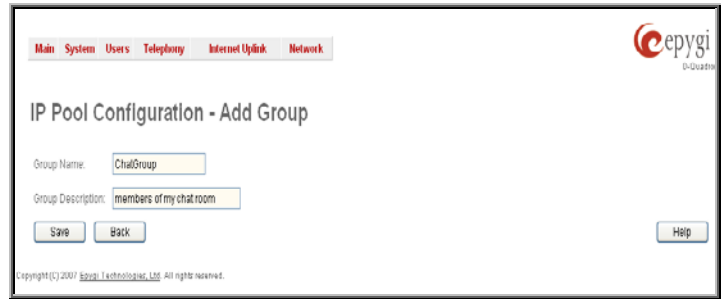 epygi
D-Quadro
Main System Users Telephony Internet Uplink Network
IP Pool Configuration - Add Group
Group Name: ChatGroup
Group Description: members of my chat room
Save Back Help
Copyright (C) 2007 Epygi Technologies, Ltd. All rights reserved.